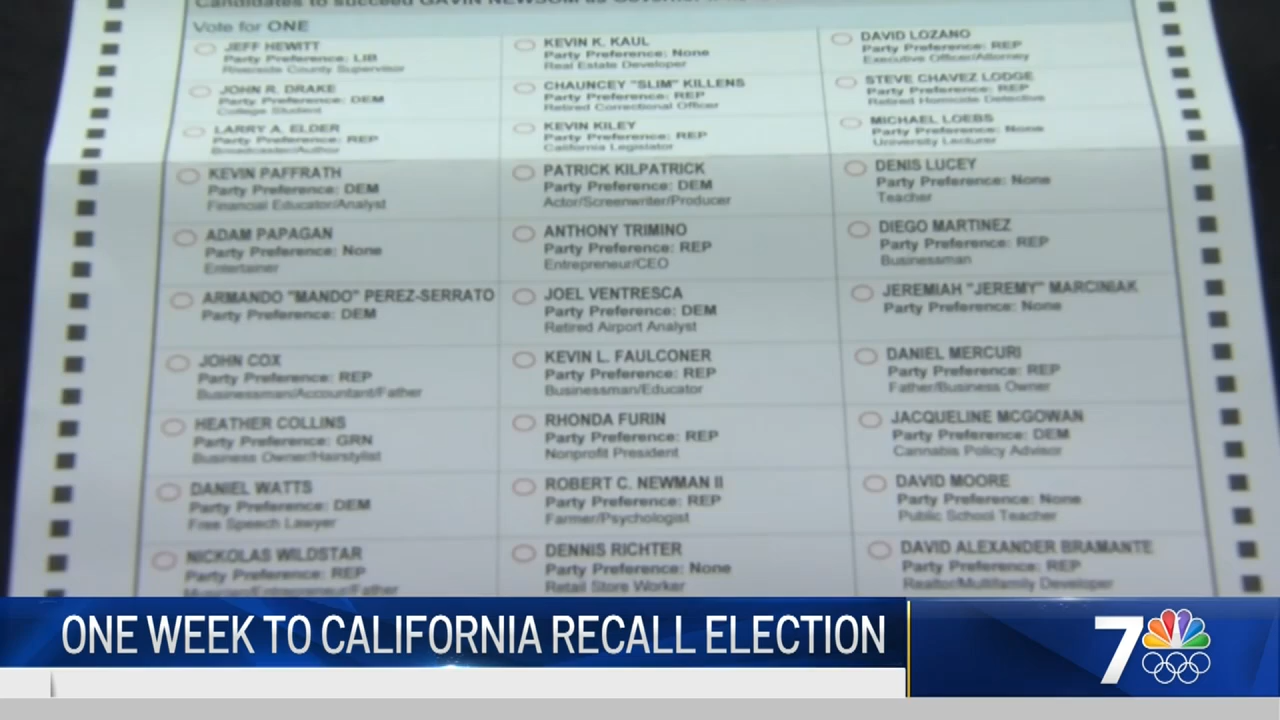 Candidates to succeed GAVIN NEWSOM as Governor
Vote for ONE
JEFF HEWITT
Party Preference: LIB
Riverside County Supervisor
JOHN R. DRAKE
Party Preference: DEM
College Student
LARRY A. ELDER
Party Preference: REP
Broadcaster/Author
KEVIN PAFFRATH
Party Preference: DEM
Financial Educator/Analyst
ADAM PAPAGAN
Party Preference: None
Entertainer
ARMANDO "MANDO" PEREZ-SERRATO
Party Preference: DEM
JOHN COX
Party Preference: REP
Businessman/Accountant/Father
HEATHER COLLINS
Party Preference: GRN
Business Owner/Hairstylist
DANIEL WATTS
Party Preference: DEM
Free Speech Lawyer
NICKOLAS WILDSTAR
Party Preference: REP
Musician/Entrepreneur/Father
KEVIN K. KAUL
Party Preference: None
Real Estate Developer
CHAUNCEY "SLIM" KILLENS
Party Preference: REP
Retired Correctional Officer
KEVIN KILEY
Party Preference: REP
California Legislator
PATRICK KILPATRICK
Party Preference: DEM
Actor/Screenwriter/Producer
ANTHONY TRIMINO
Party Preference: REP
Entrepreneur/CEO
JOEL VENTRESCA
Party Preference: DEM
Retired Airport Analyst
KEVIN L. FAULCONER
Party Preference: REP
Businessman/Educator
RHONDA FURIN
Party Preference: REP
Nonprofit President
ROBERT C. NEWMAN II
Party Preference: REP
Farmer/Psychologist
DENNIS RICHTER
Party Preference: None
Retail Store Worker
DAVID LOZANO
Party Preference: REP
Executive Officer/Attorney
STEVE CHAVEZ LODGE
Party Preference: REP
Retired Homicide Detective
MICHAEL LOEBS
Party Preference: None
University Lecturer
DENIS LUCEY
Party Preference: None
Teacher
DIEGO MARTINEZ
Party Preference: REP
Businessman
JEREMIAH "JEREMY" MARCINIAK
Party Preference: None
DANIEL MERCURI
Party Preference: REP
Father/Business Owner
JACQUELINE MCGOWAN
Party Preference: DEM
Cannabis Policy Advisor
DAVID MOORE
Party Preference: None
Public School Teacher
DAVID ALEXANDER BRAMANTE
Party Preference: REP
Realtor/Multifamily Developer
ONE WEEK TO CALIFORNIA RECALL ELECTION
7